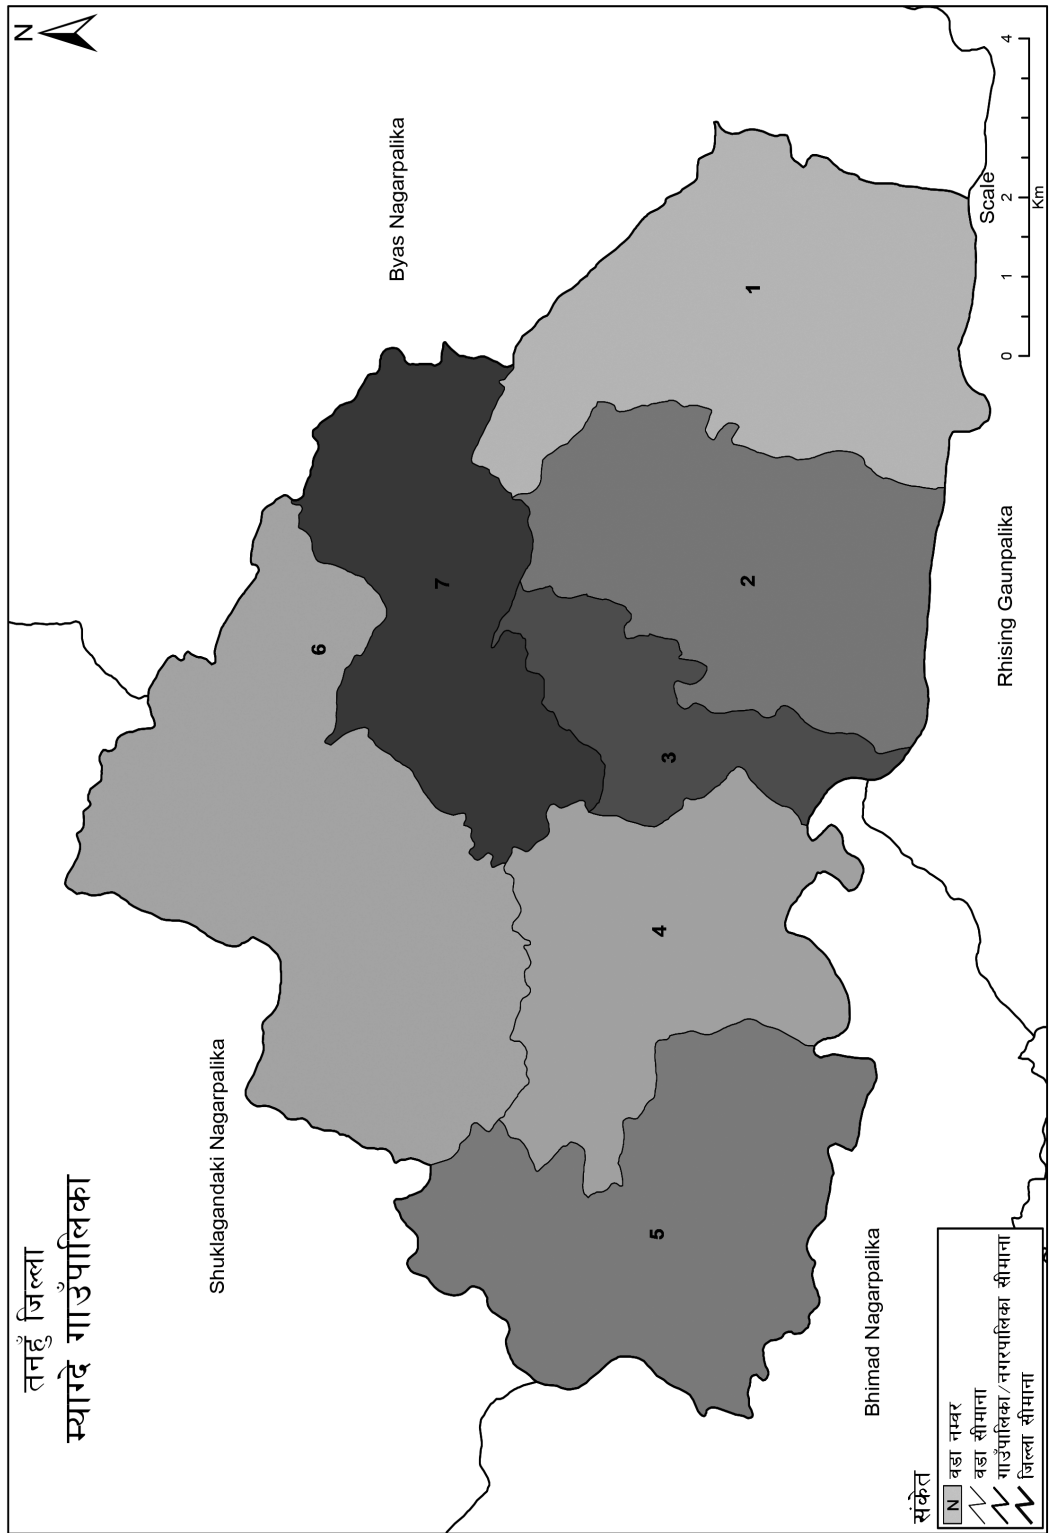 तनहुँ जिल्ला
म्याग्दे गाउँपालिका
N
Shuklagandaki Nagarpalika
Byas Nagarpalika
6
7
5
4
3
2
1
Bhimad Nagarpalika
Rhising Gaunpalika
संकेत
N वडा नम्वर
वडा सीमाना
गाउँपालिका/नगरपालिका सीमाना
जिल्ला सीमाना
Scale
0 1 2 4
Km